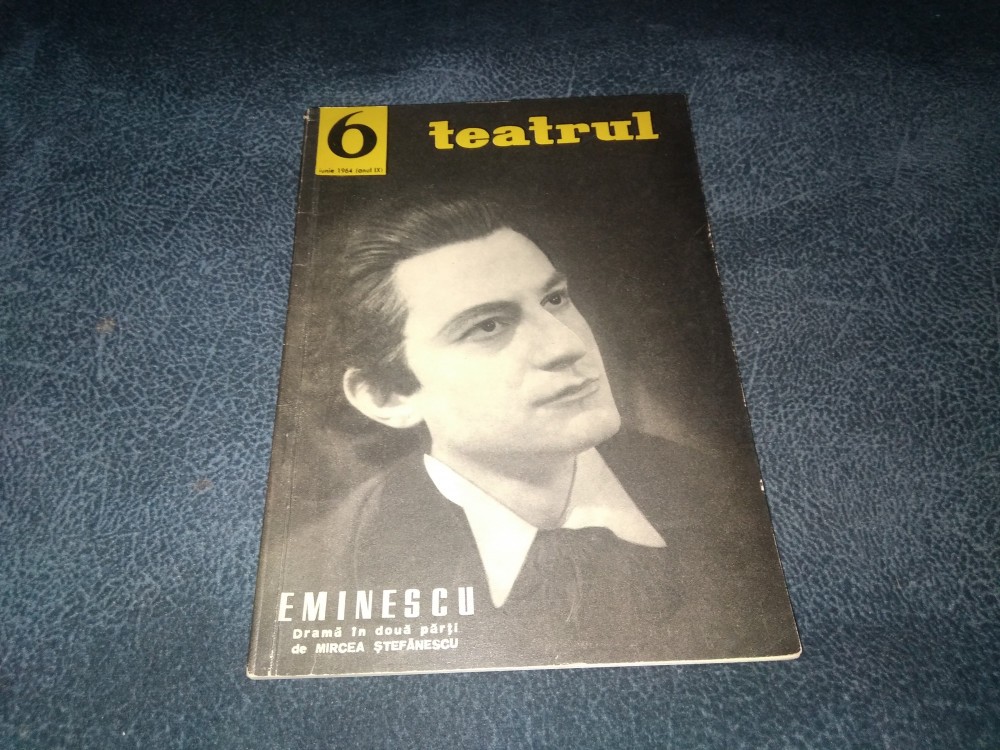 6
iunie 1964 (anul IX)
teatrul
EMINESCU
Dramă în două părți
de MIRCEA ȘTEFĂNESCU